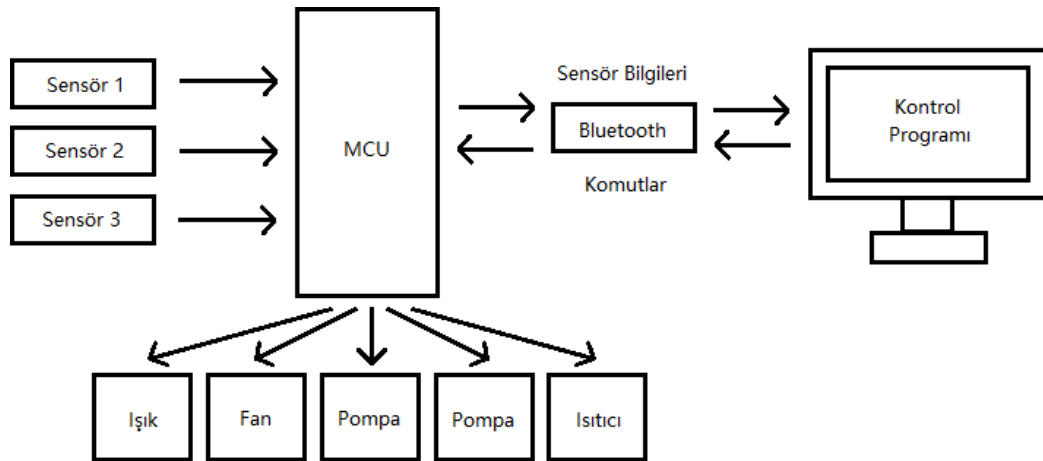 Sensör 1
Sensör 2
Sensör 3
MCU
Sensör Bilgileri
Bluetooth
Komutlar
Kontrol
Programı
Işık
Fan
Pompa
Pompa
Isıtıcı